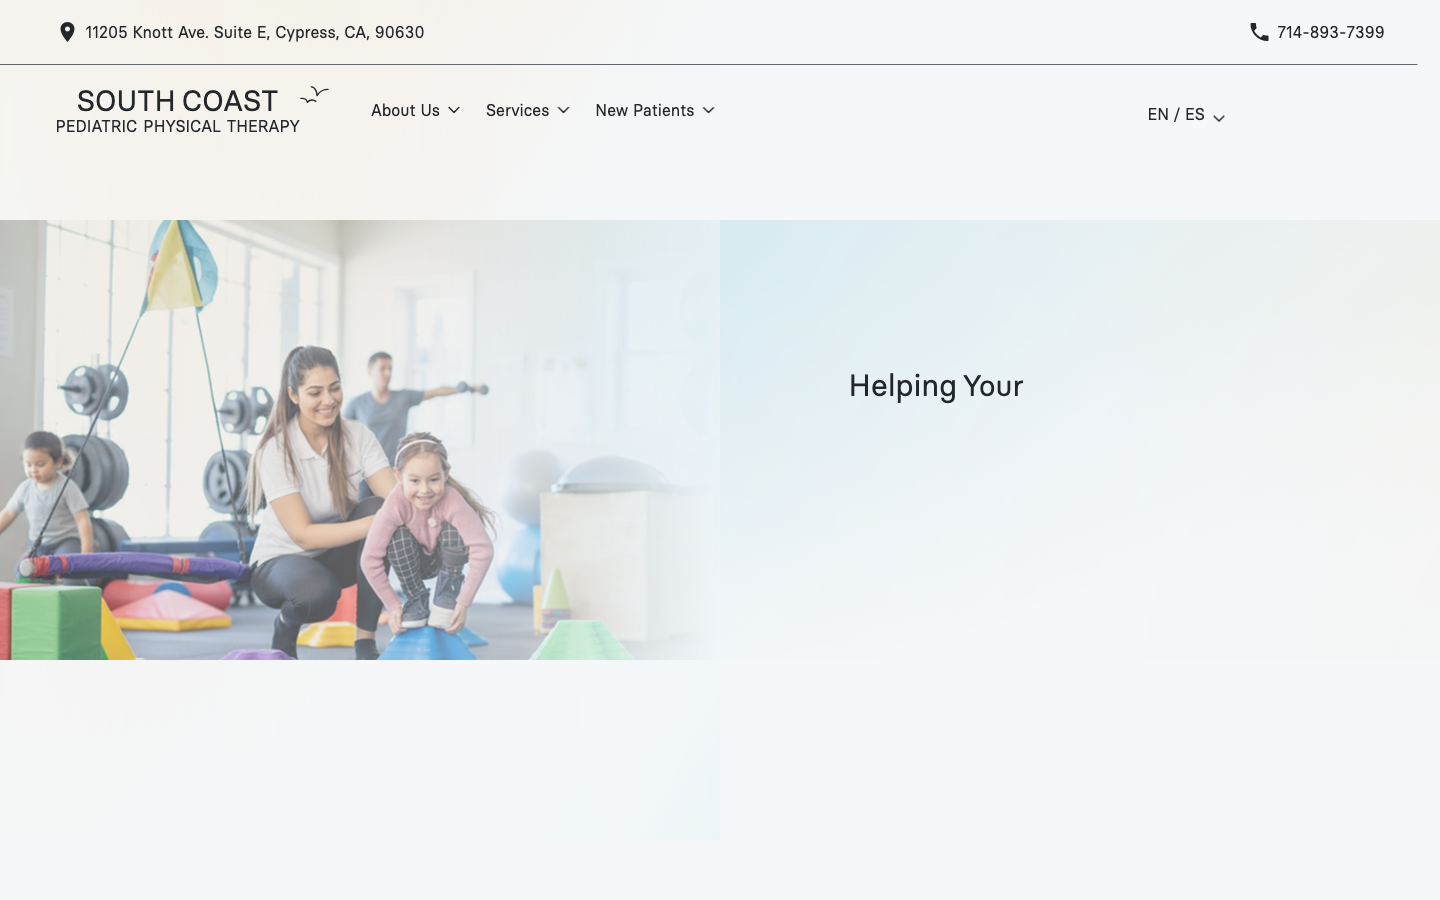 11205 Knott Ave. Suite E, Cypress, CA, 90630
714-893-7399
SOUTH COAST
PEDIATRIC PHYSICAL THERAPY
About Us
Services
New Patients
EN / ES
Helping Your